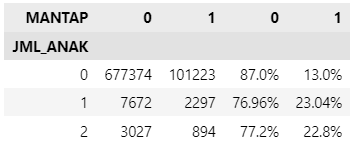 MANTAP 0 1 0 1
JML_ANAK
0 677374 101223 87.0% 13.0%
1 7672 2297 76.96% 23.04%
2 3027 894 77.2% 22.8%